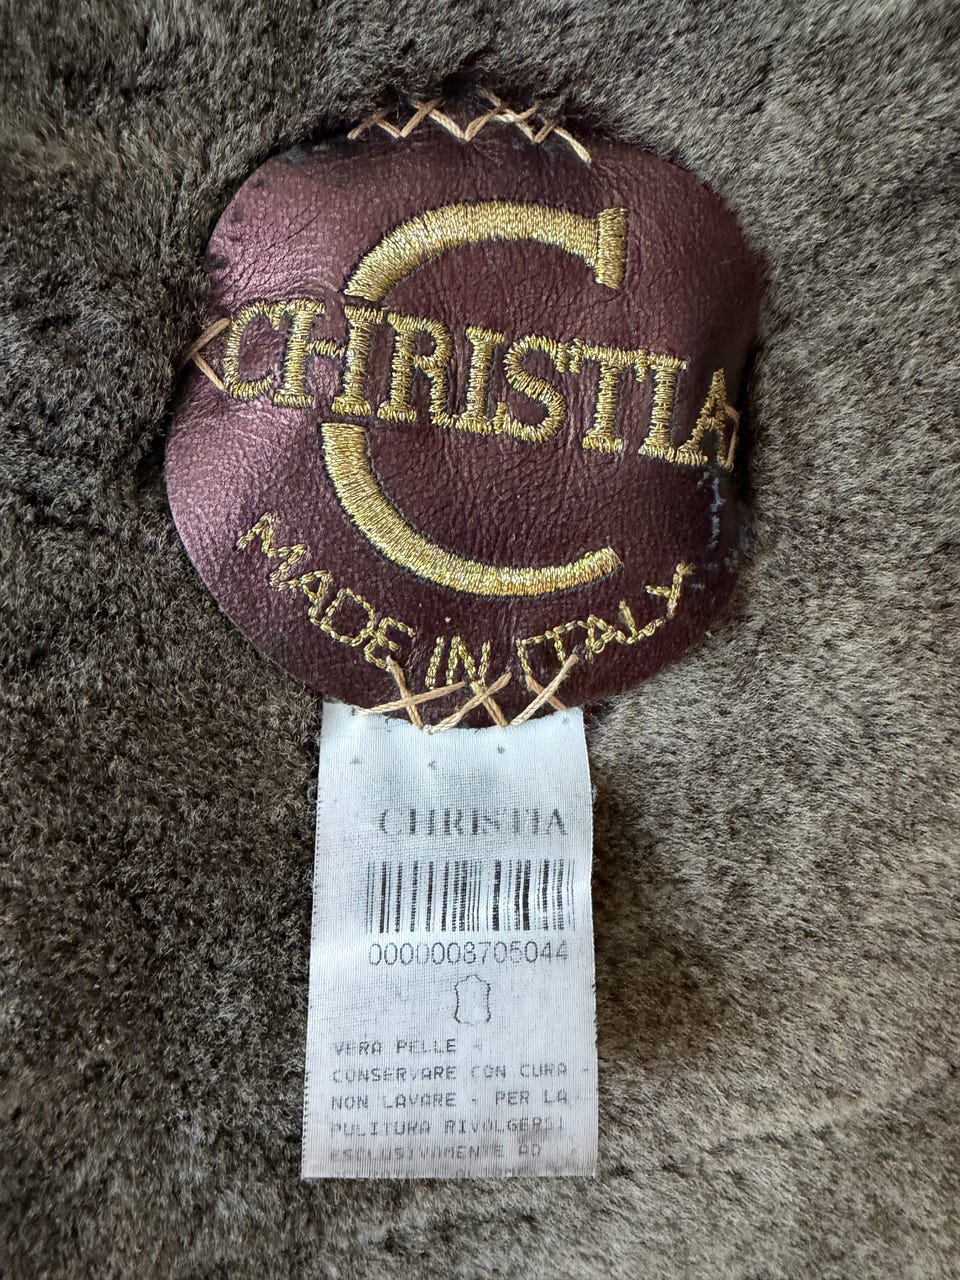 C
CHRISTIA
MADE IN ITALY
CHRISTIA
0000008705044
VERA PELLE -
CONSERVARE CON CURA -
NON LAVARE - PER LA
PULITURA RIVOLGERSI
ESCLUSIVAMENTE AD